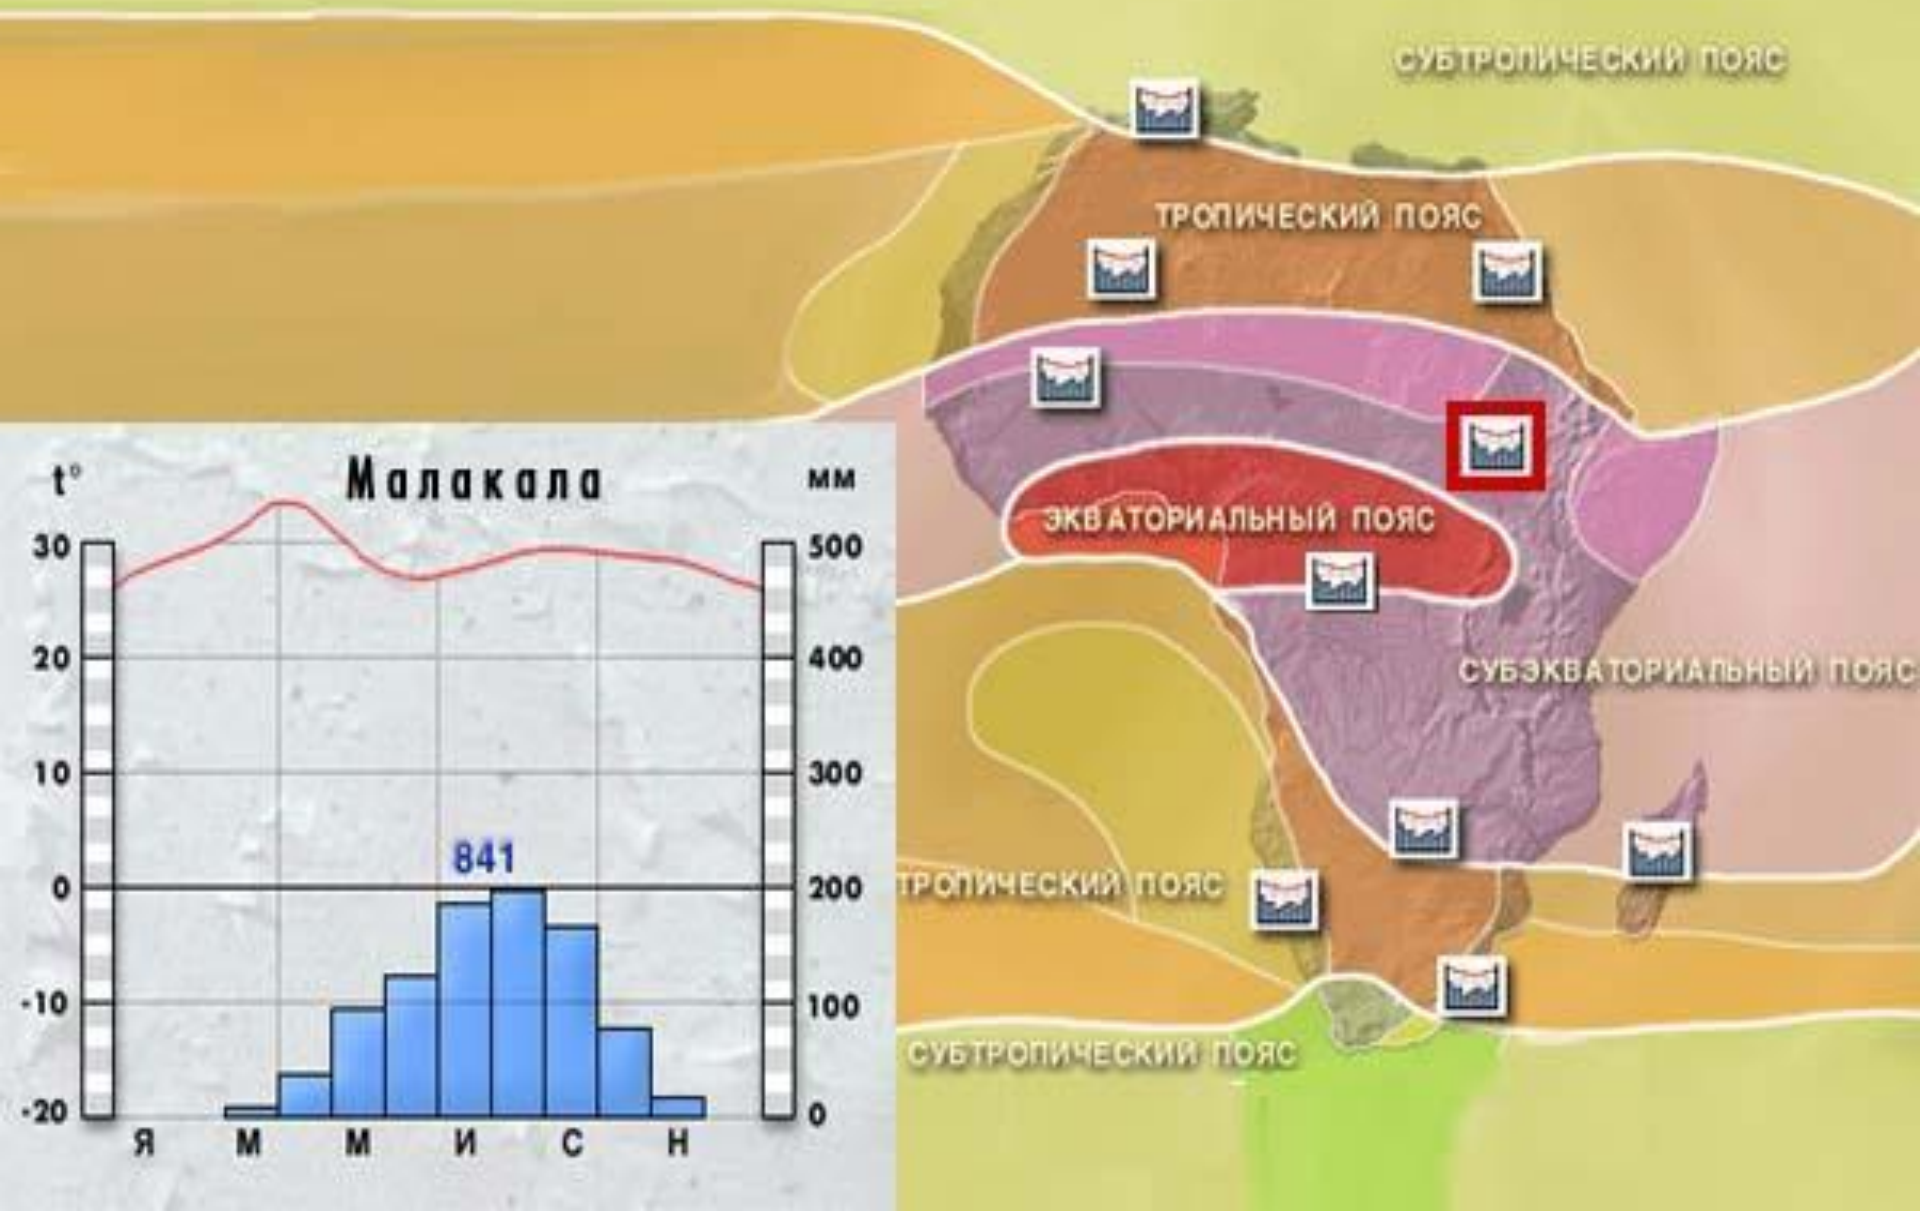 СУБТРОПИЧЕСКИЙ ПОЯС
ТРОПИЧЕСКИЙ ПОЯС
ЭКВАТОРИАЛЬНЫЙ ПОЯС
СУБЭКВАТОРИАЛЬНЫЙ ПОЯС
ТРОПИЧЕСКИЙ ПОЯС
СУБТРОПИЧЕСКИЙ ПОЯС
t° Малакала мм
30 500
20 400
10 300
841
0 200
-10 100
-20 0
Я М М И С Н